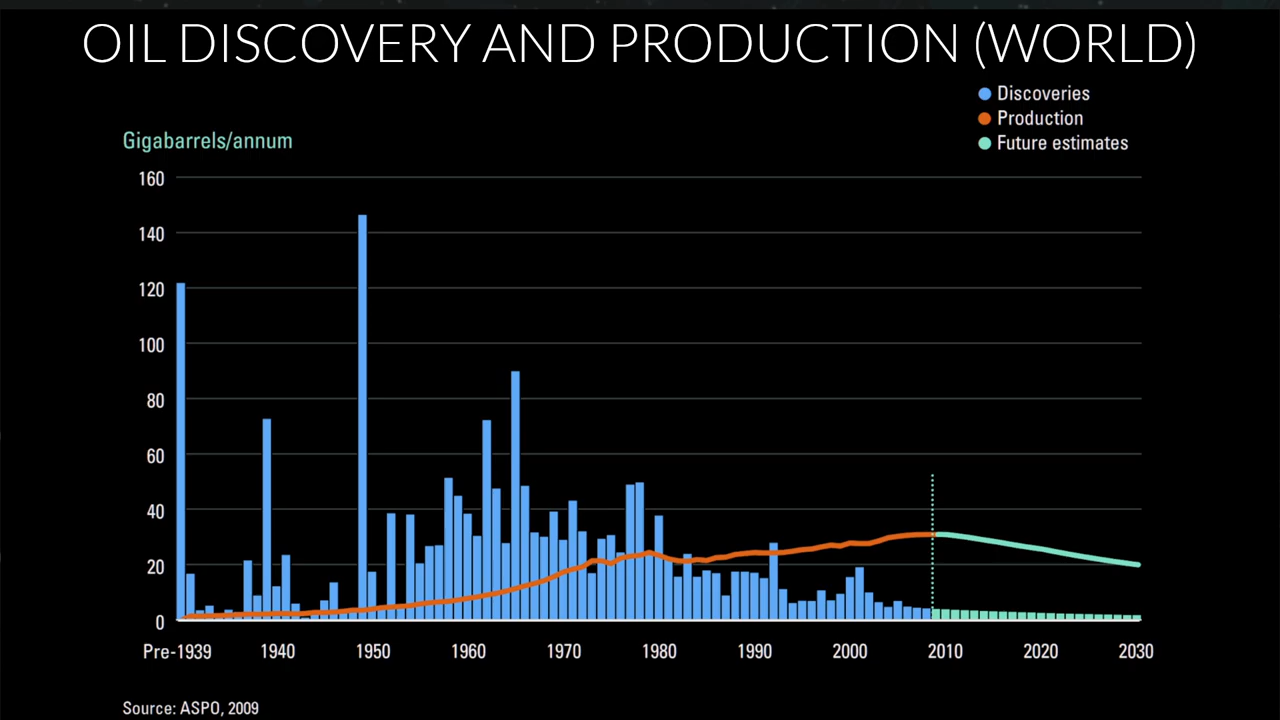 OIL DISCOVERY AND PRODUCTION (WORLD)
Discoveries
Production
Future estimates
Gigabarrels/annum
160
140
120
100
80
60
40
20
0
Pre-1939 1940 1950 1960 1970 1980 1990 2000 2010 2020 2030
Source: ASPO, 2009